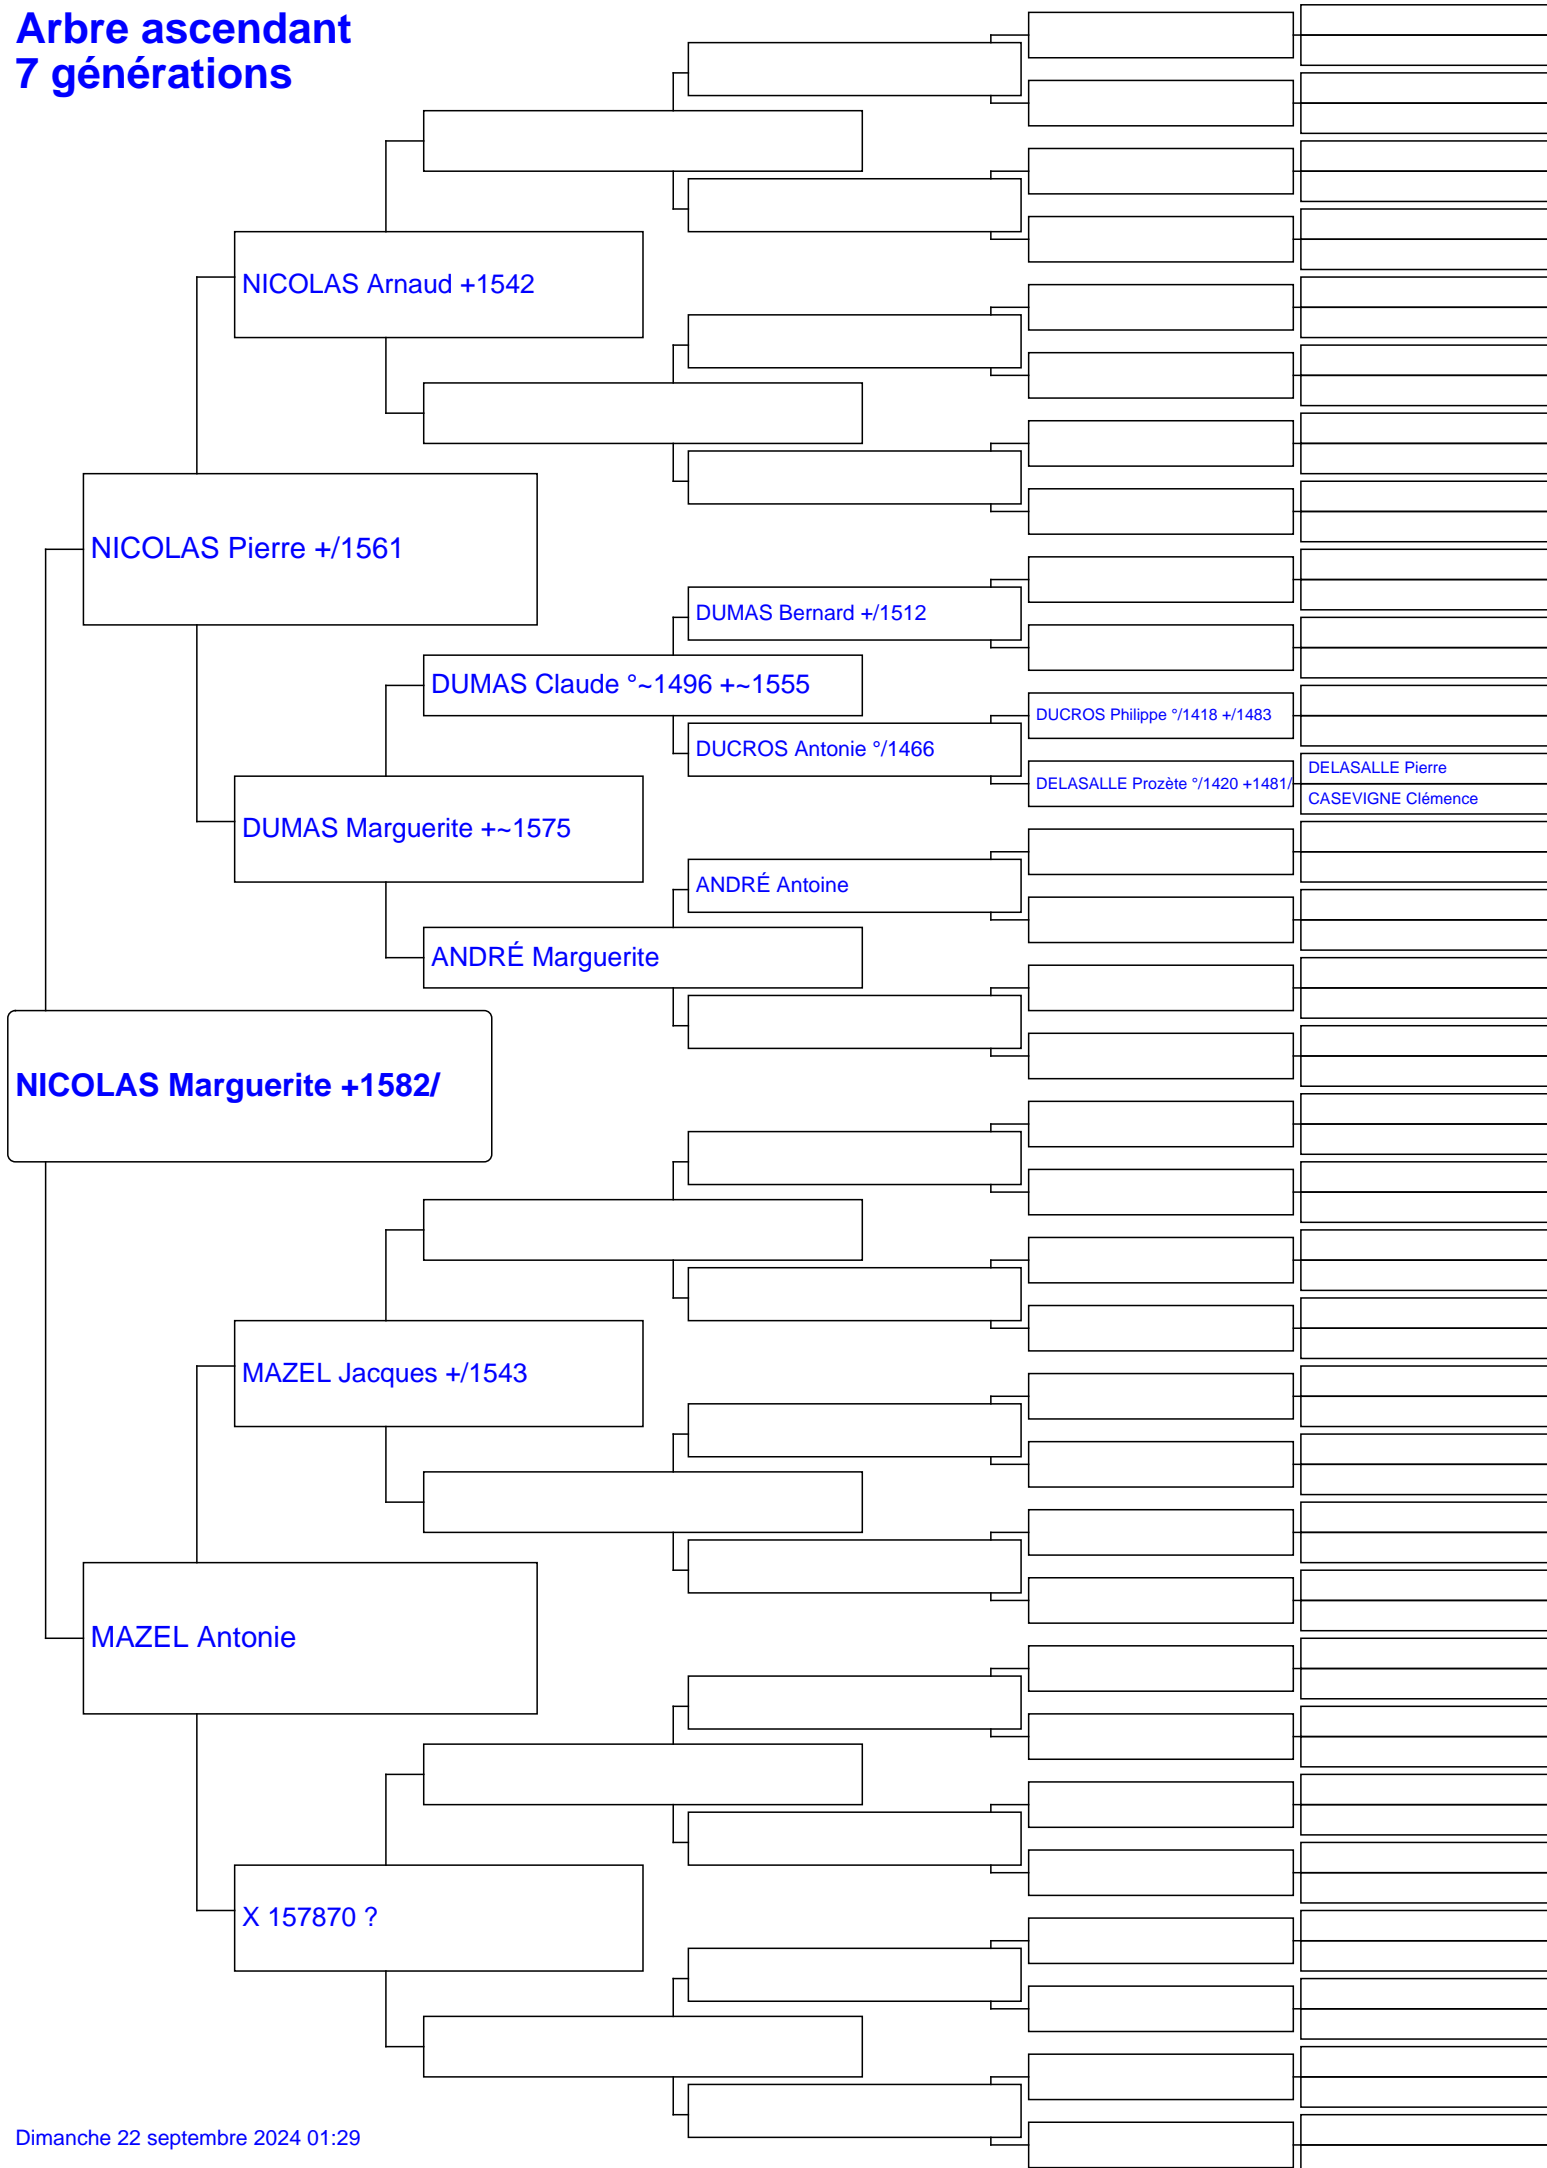 Arbre ascendant
7 générations
NICOLAS Arnaud +1542
NICOLAS Pierre +/1561
DUMAS Bernard +/1512
DUMAS Claude °~1496 +~1555
DUCROS Philippe °/1418 +/1483
DUCROS Antonie °/1466
DELASALLE Pierre
DELASALLE Prozète °/1420 +1481/
CASEVIGNE Clémence
DUMAS Marguerite +~1575
ANDRÉ Antoine
ANDRÉ Marguerite
NICOLAS Marguerite +1582/
MAZEL Jacques +/1543
MAZEL Antonie
X 157870 ?
Dimanche 22 septembre 2024 01:29